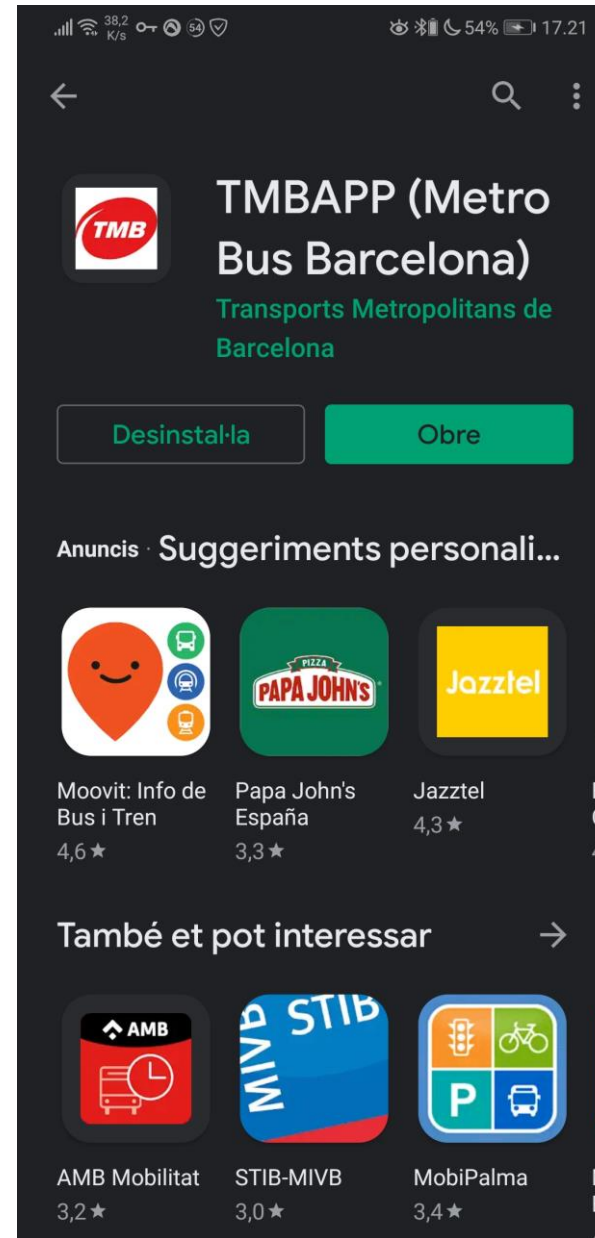 38,2
K/s
54
54%
17.21
TMB
TMBAPP (Metro
Bus Barcelona)
Transports Metropolitans de
Barcelona
Desinstal·la
Obre
Anuncis · Suggeriments personali...
PIZZA
PAPA JOHN'S
Jazztel
Moovit: Info de
Bus i Tren
4,6★
Papa John's
España
3,3★
Jazztel
4,3★
També et pot interessar
AMB
STIB
MIVB
P
AMB Mobilitat
3,2★
STIB-MIVB
3,0★
MobiPalma
3,4★